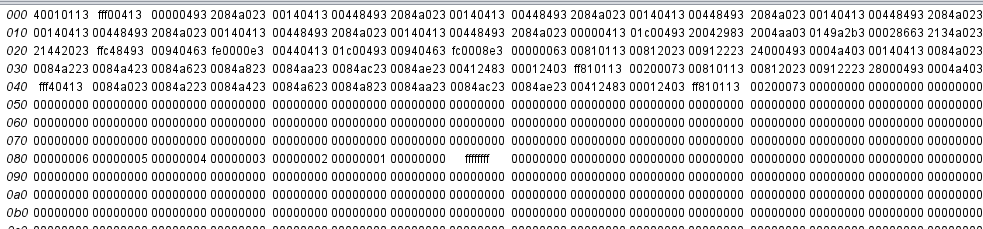 000 40010113 fff00413 00000493 2084a023 00140413 00448493 2084a023 00140413 00448493 2084a023 00140413 00448493 2084a023 00140413 00448493 2084a023
010 00140413 00448493 2084a023 00140413 00448493 2084a023 00140413 00448493 2084a023 00000413 01c00493 20042983 2004aa03 0149a2b3 00028663 2134a023
020 21442023 ffc48493 00940463 fe0000e3 00440413 01c00493 00940463 fc0008e3 00000063 00810113 00812023 00912223 24000493 0004a403 00140413 0084a023
030 0084a223 0084a423 0084a623 0084a823 0084aa23 0084ac23 0084ae23 00412483 00012403 ff810113 00200073 00810113 00812023 00912223 28000493 0004a403
040 fff40413 0084a023 0084a223 0084a423 0084a623 0084a823 0084aa23 0084ac23 0084ae23 00412483 00012403 ff810113 00200073 00000000 00000000 00000000
050 00000000 00000000 00000000 00000000 00000000 00000000 00000000 00000000 00000000 00000000 00000000 00000000 00000000 00000000 00000000 00000000
060 00000000 00000000 00000000 00000000 00000000 00000000 00000000 00000000 00000000 00000000 00000000 00000000 00000000 00000000 00000000 00000000
070 00000000 00000000 00000000 00000000 00000000 00000000 00000000 00000000 00000000 00000000 00000000 00000000 00000000 00000000 00000000 00000000
080 00000006 00000005 00000004 00000003 00000002 00000001 00000000 ffffffff 00000000 00000000 00000000 00000000 00000000 00000000 00000000 00000000
090 00000000 00000000 00000000 00000000 00000000 00000000 00000000 00000000 00000000 00000000 00000000 00000000 00000000 00000000 00000000 00000000
0a0 00000000 00000000 00000000 00000000 00000000 00000000 00000000 00000000 00000000 00000000 00000000 00000000 00000000 00000000 00000000 00000000
0b0 00000000 00000000 00000000 00000000 00000000 00000000 00000000 00000000 00000000 00000000 00000000 00000000 00000000 00000000 00000000 00000000